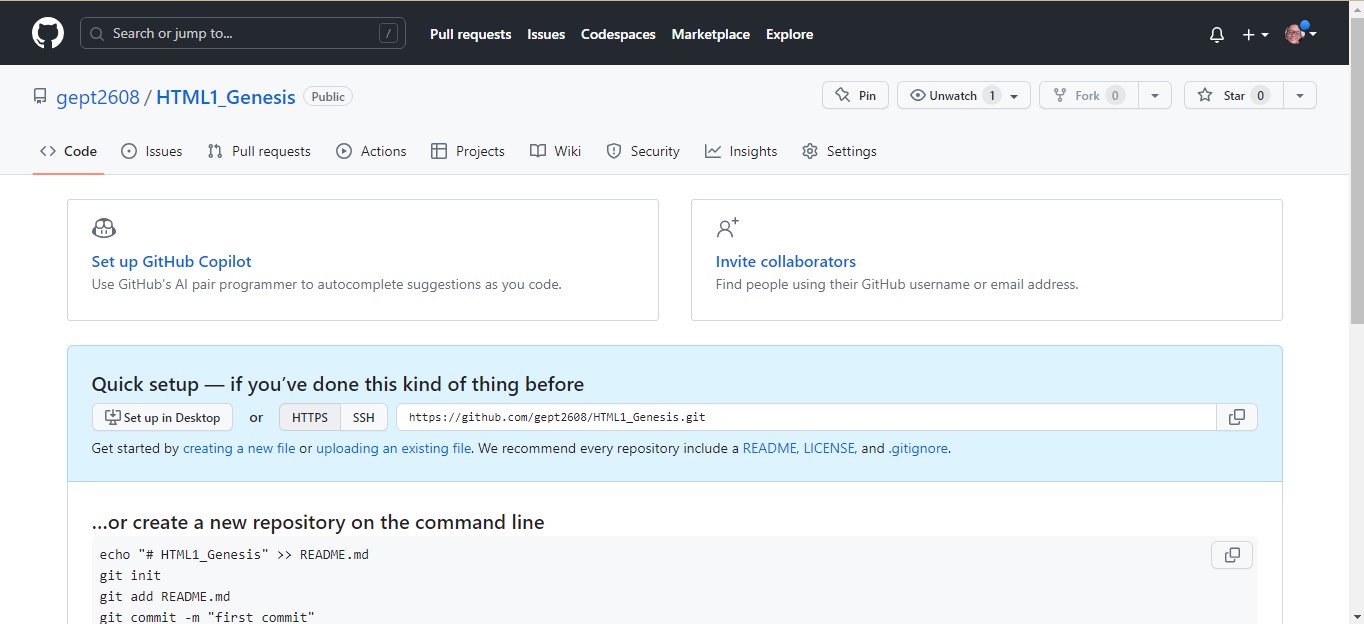 Search or jump to... /
Pull requests Issues Codespaces Marketplace Explore
gept2608 / HTML1_Genesis Public
Pin Unwatch 1 Fork 0 Star 0
Code Issues Pull requests Actions Projects Wiki Security Insights Settings
Set up GitHub Copilot
Use GitHub's AI pair programmer to autocomplete suggestions as you code.
Invite collaborators
Find people using their GitHub username or email address.
Quick setup — if you’ve done this kind of thing before
Set up in Desktop or HTTPS SSH https://github.com/gept2608/HTML1_Genesis.git
Get started by creating a new file or uploading an existing file. We recommend every repository include a README, LICENSE, and .gitignore.
…or create a new repository on the command line
echo "# HTML1_Genesis" >> README.md
git init
git add README.md
git commit -m "first commit"